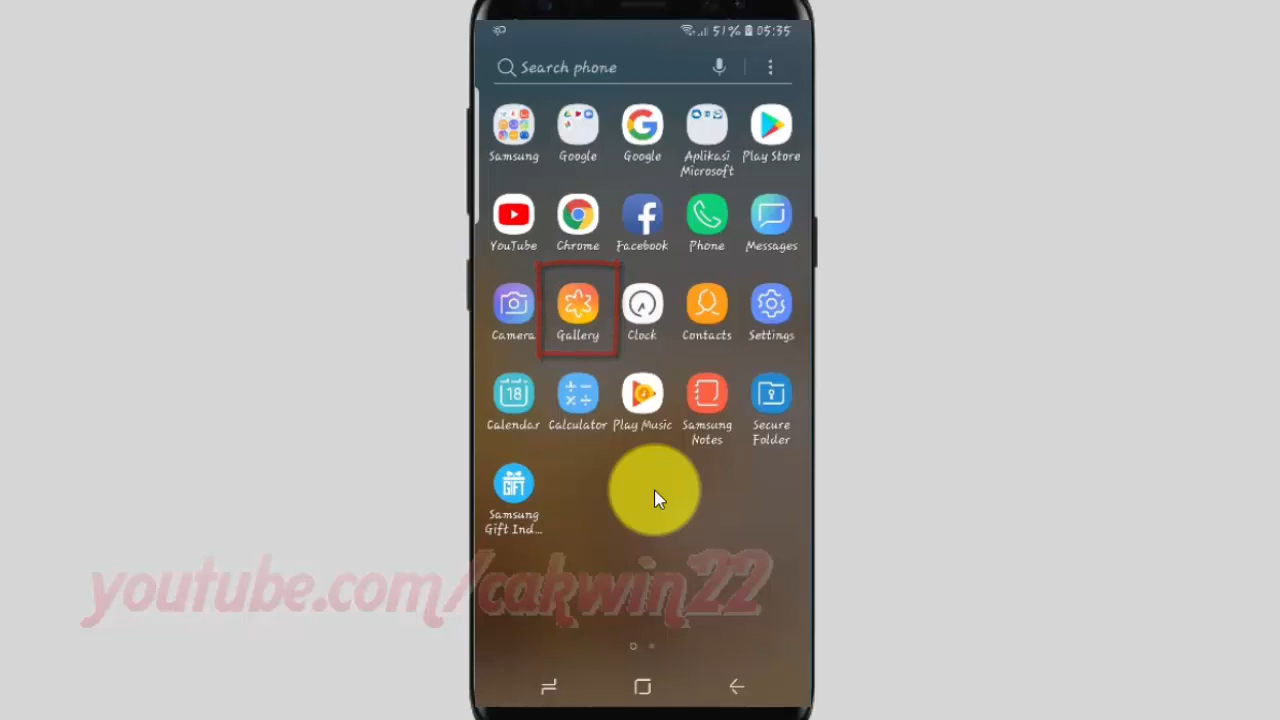 51% 05:35
Search phone
Samsung Google Google Aplikasi Microsoft Play Store
YouTube Chrome Facebook Phone Messages
Camera Gallery Clock Contacts Settings
18
Calendar Calculator Play Music Samsung Notes Secure Folder
GIFT
Samsung Gift Ind...
youtube.com/cakwin22